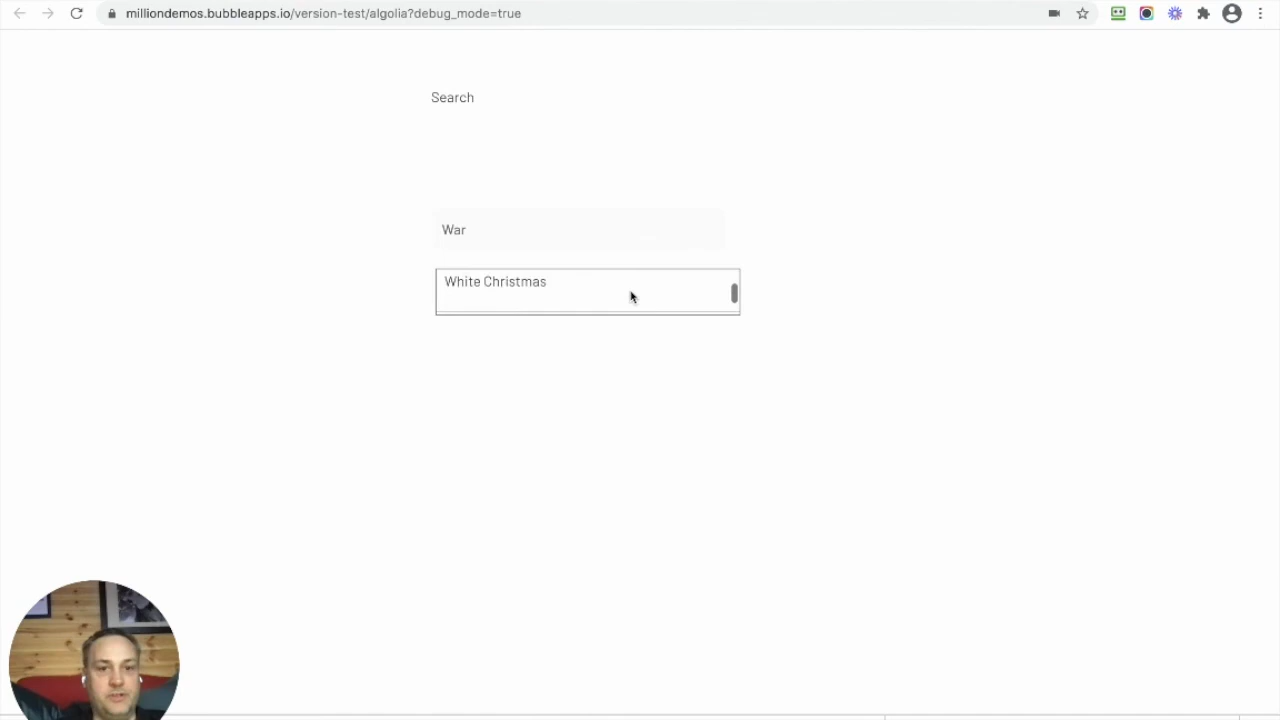 milliondemos.bubbleapps.io/version-test/algolia?debug_mode=true
Search
War
White Christmas